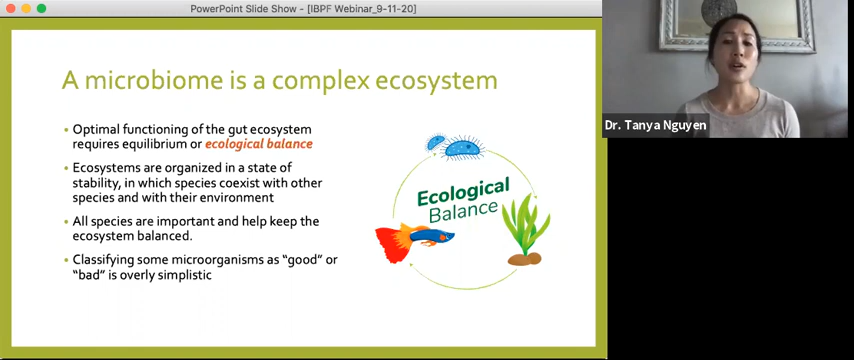 PowerPoint Slide Show - [IBPF Webinar_9-11-20]
A microbiome is a complex ecosystem
• Optimal functioning of the gut ecosystem
requires equilibrium or ecological balance
• Ecosystems are organized in a state of
stability, in which species coexist with other
species and with their environment
• All species are important and help keep the
ecosystem balanced.
• Classifying some microorganisms as “good” or
“bad” is overly simplistic
Ecological
Balance
Dr. Tanya Nguyen